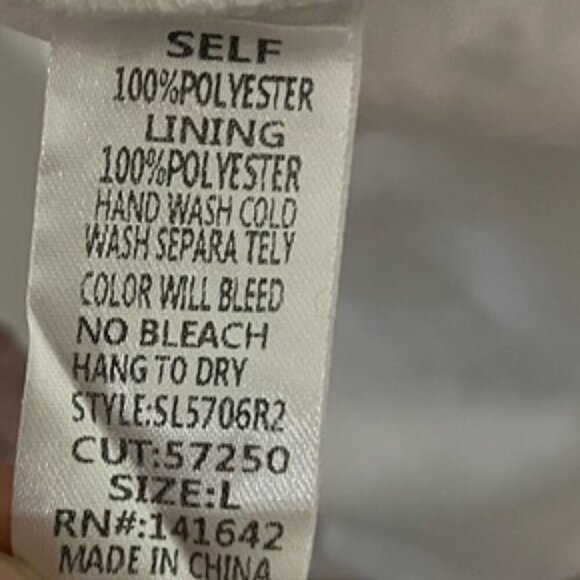 SELF
100%POLYESTER
LINING
100%POLYESTER
HAND WASH COLD
WASH SEPARA TELY
COLOR WILL BLEED
NO BLEACH
HANG TO DRY
STYLE:SL5706R2
CUT:57250
SIZE:L
RN#:141642
MADE IN CHINA